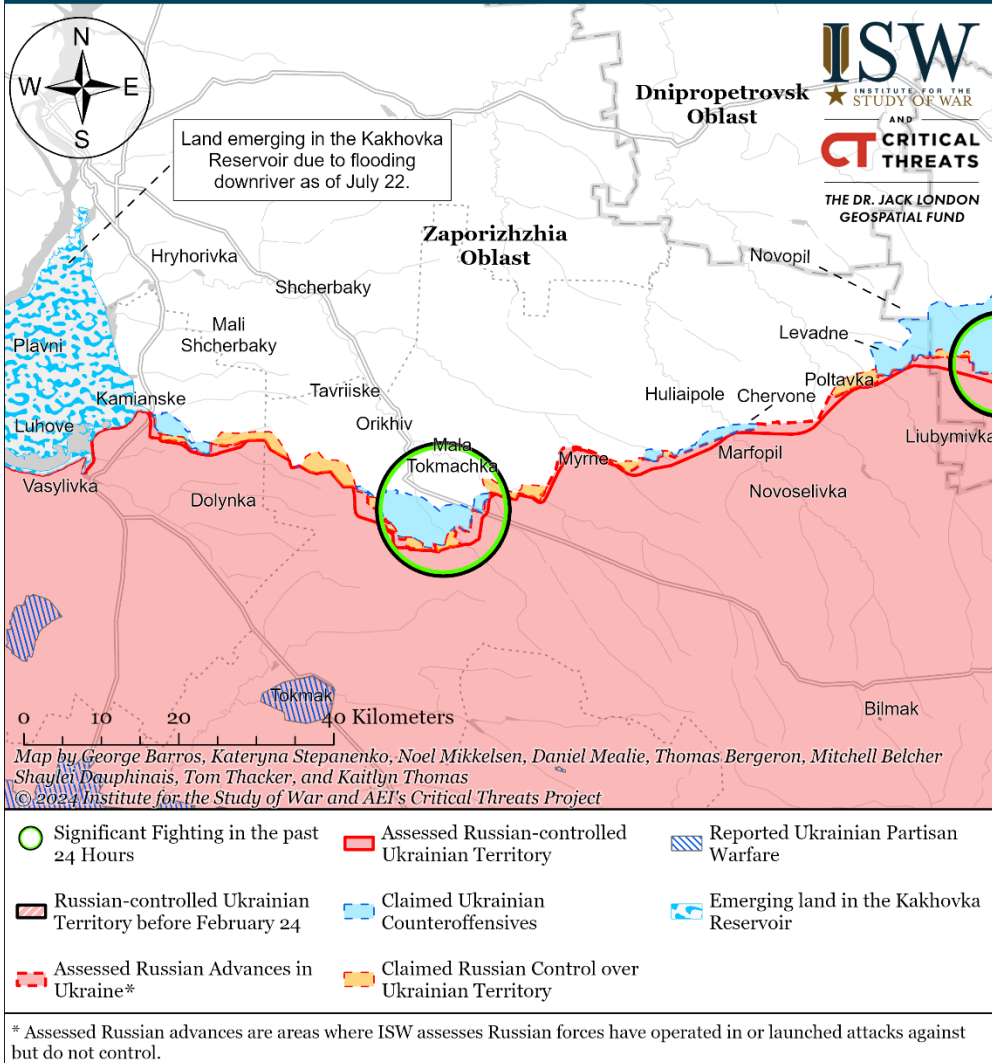 N
W
E
S
Land emerging in the Kakhovka
Reservoir due to flooding
downriver as of July 22.
Dnipropetrovsk
Oblast
ISW
INSTITUTE FOR THE
STUDY OF WAR
AND
CT CRITICAL
THREATS
THE DR. JACK LONDON
GEOSPATIAL FUND
Zaporizhzhia
Oblast
Hryhorivka
Novopil
Shcherbaky
Mali
Shcherbaky
Levadne
Plavni
Tavriiske
Poltavka
Kamianske
Huliaipole
Chervone
Orikhiv
Luhove
Mala
Tokmachka
Myrne
Marfopil
Liubymivka
Vasylivka
Dolynka
Novoselivka
Tokmak
Bilmak
0 10 20 40 Kilometers
Map by George Barros, Kateryna Stepanenko, Noel Mikkelsen, Daniel Mealie, Thomas Bergeron, Mitchell Belcher
Shaylei Dauphinais, Tom Thacker, and Kaitlyn Thomas
© 2024 Institute for the Study of War and AEI's Critical Threats Project
Significant Fighting in the past
24 Hours
Assessed Russian-controlled
Ukrainian Territory
Reported Ukrainian Partisan
Warfare
Russian-controlled Ukrainian
Territory before February 24
Claimed Ukrainian
Counteroffensives
Emerging land in the Kakhovka
Reservoir
Assessed Russian Advances in
Ukraine*
Claimed Russian Control over
Ukrainian Territory
* Assessed Russian advances are areas where ISW assesses Russian forces have operated in or launched attacks against
but do not control.